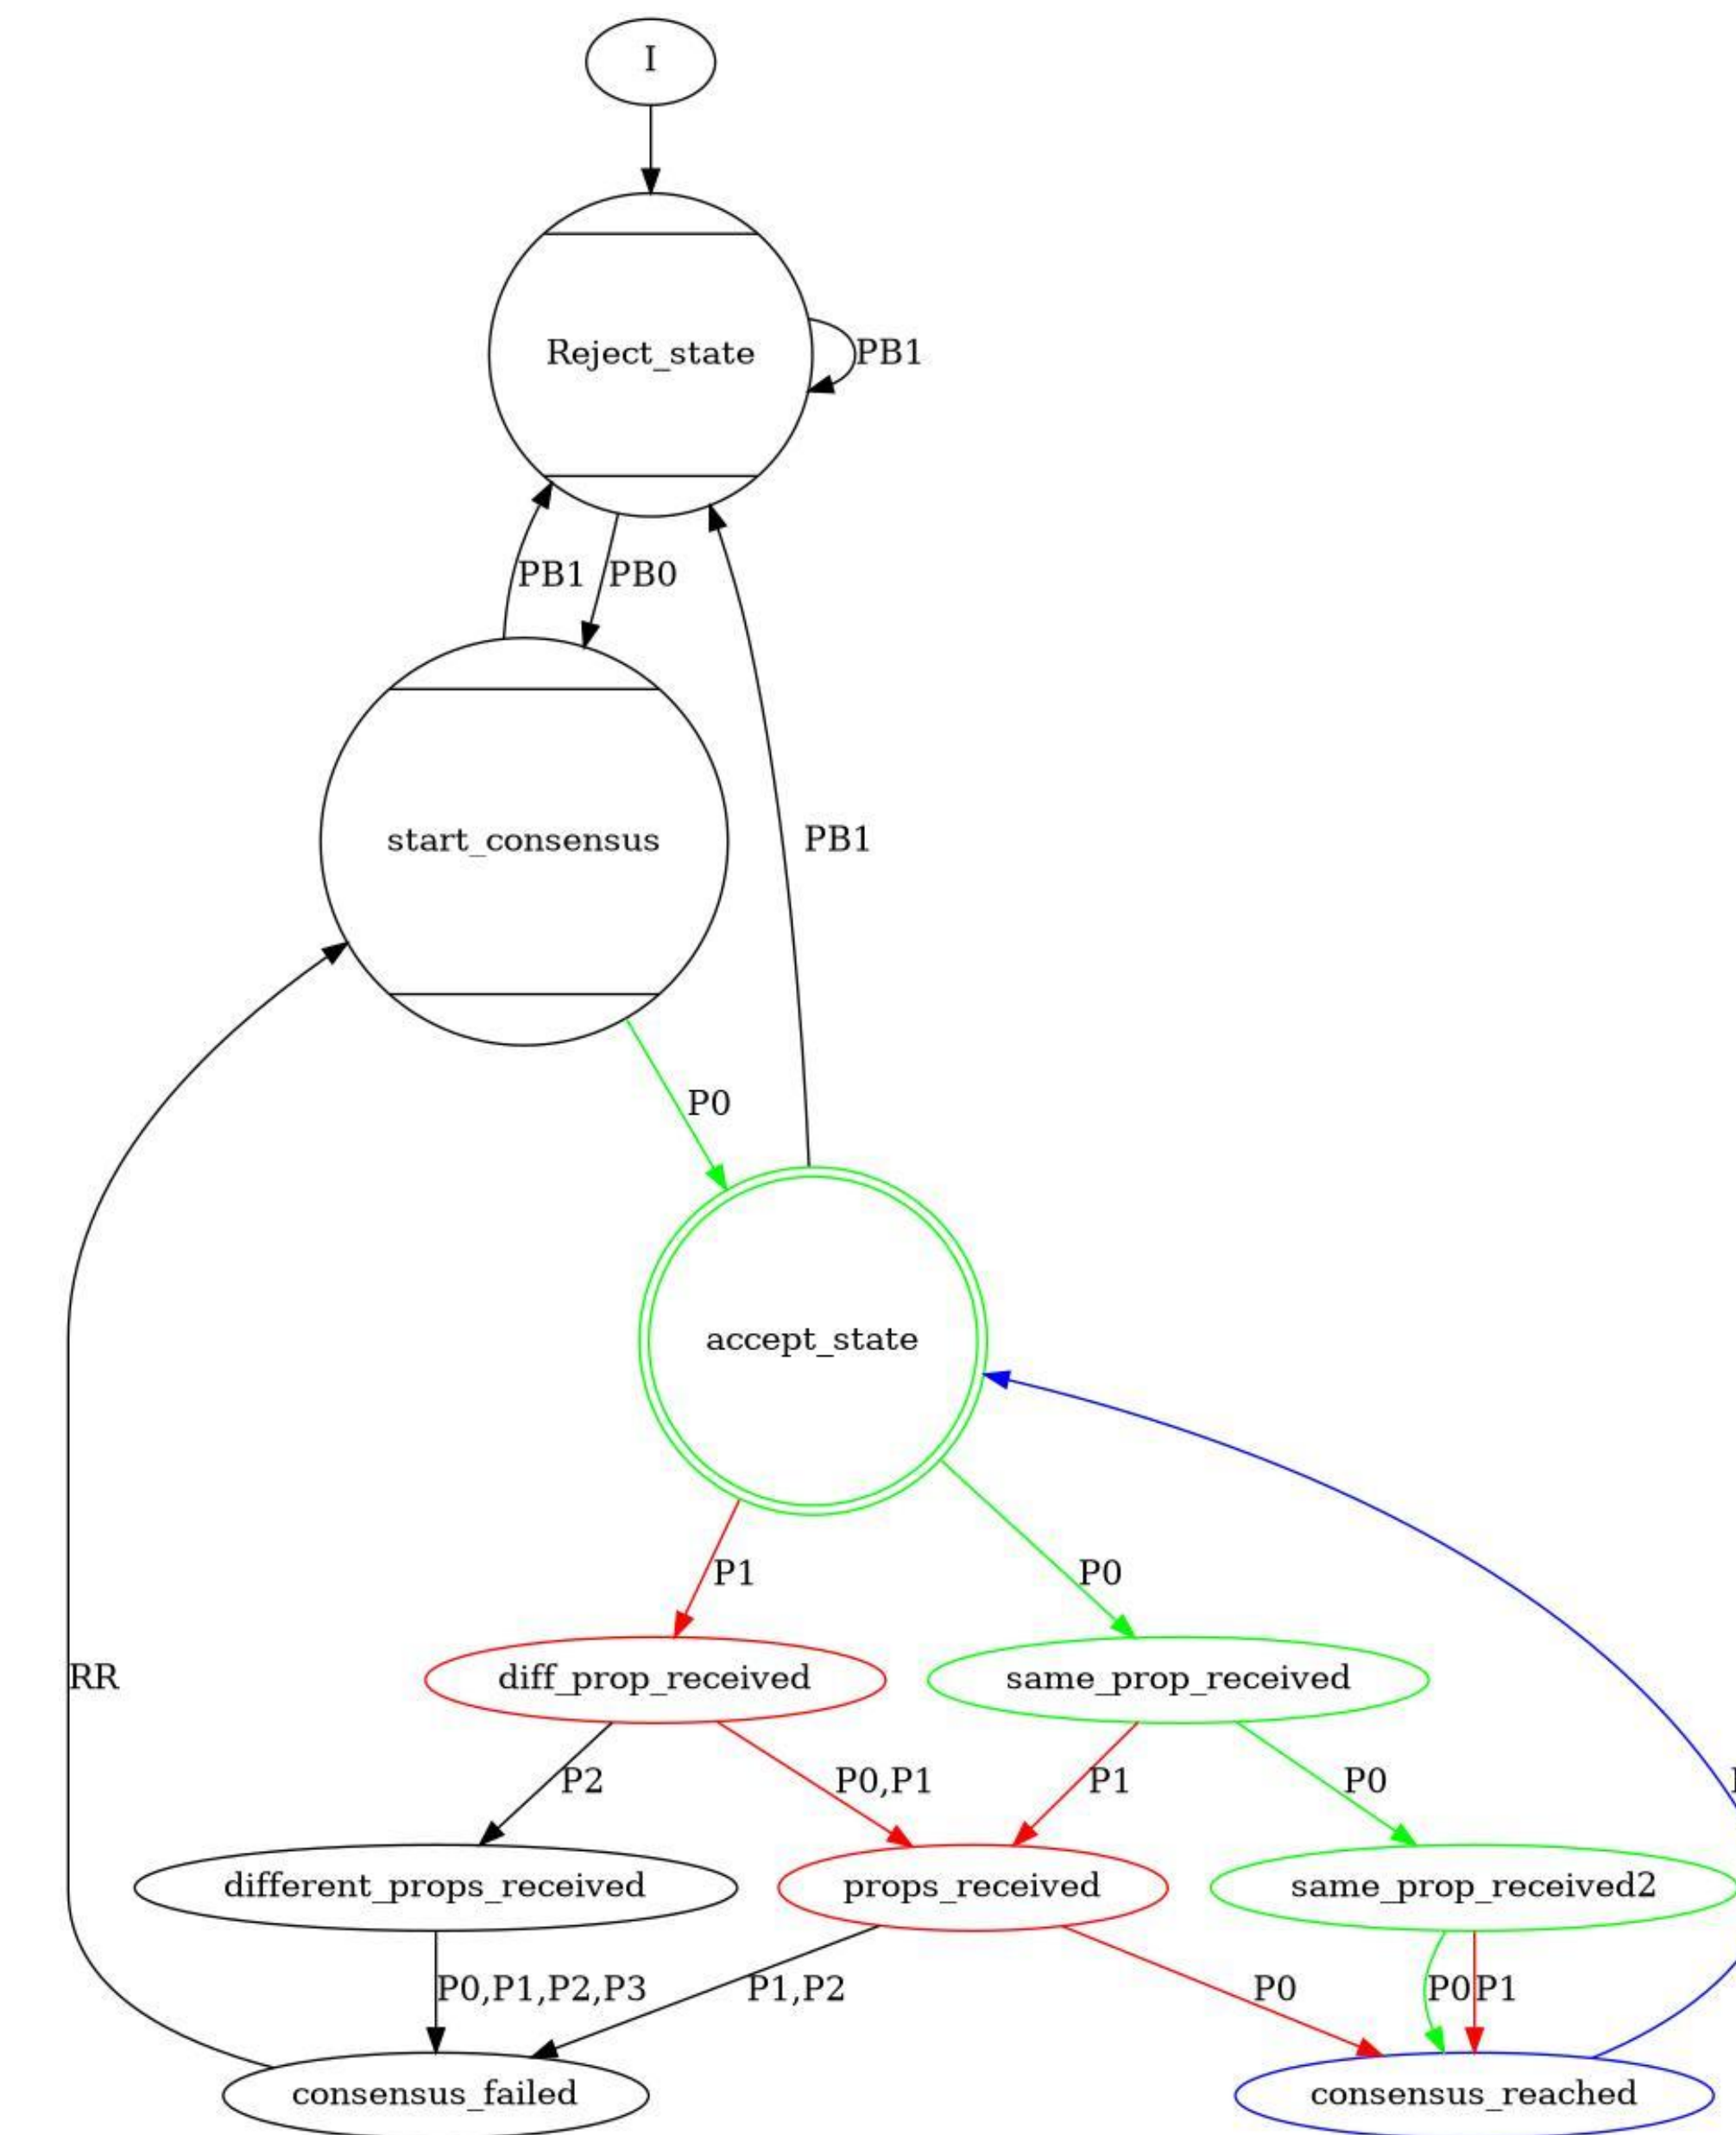 I
Reject_state
PB1
PB1
PB0
start_consensus
PB1
P0
accept_state
P1
P0
RR
diff_prop_received
same_prop_received
P2
P0,P1
P1
P0
different_props_received
props_received
same_prop_received2
P0,P1,P2,P3
P1,P2
P0
P0
P1
consensus_failed
consensus_reached